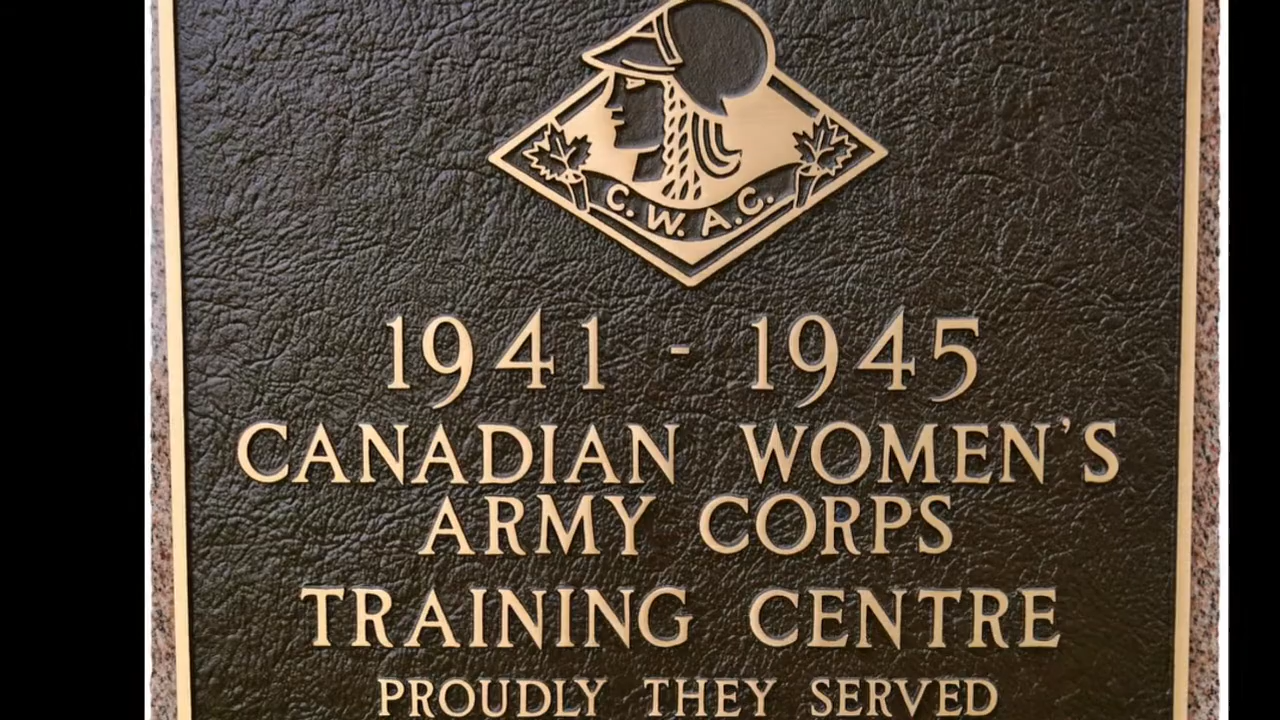 C. W. A. C.
1941 - 1945
CANADIAN WOMEN'S
ARMY CORPS
TRAINING CENTRE
PROUDLY THEY SERVED